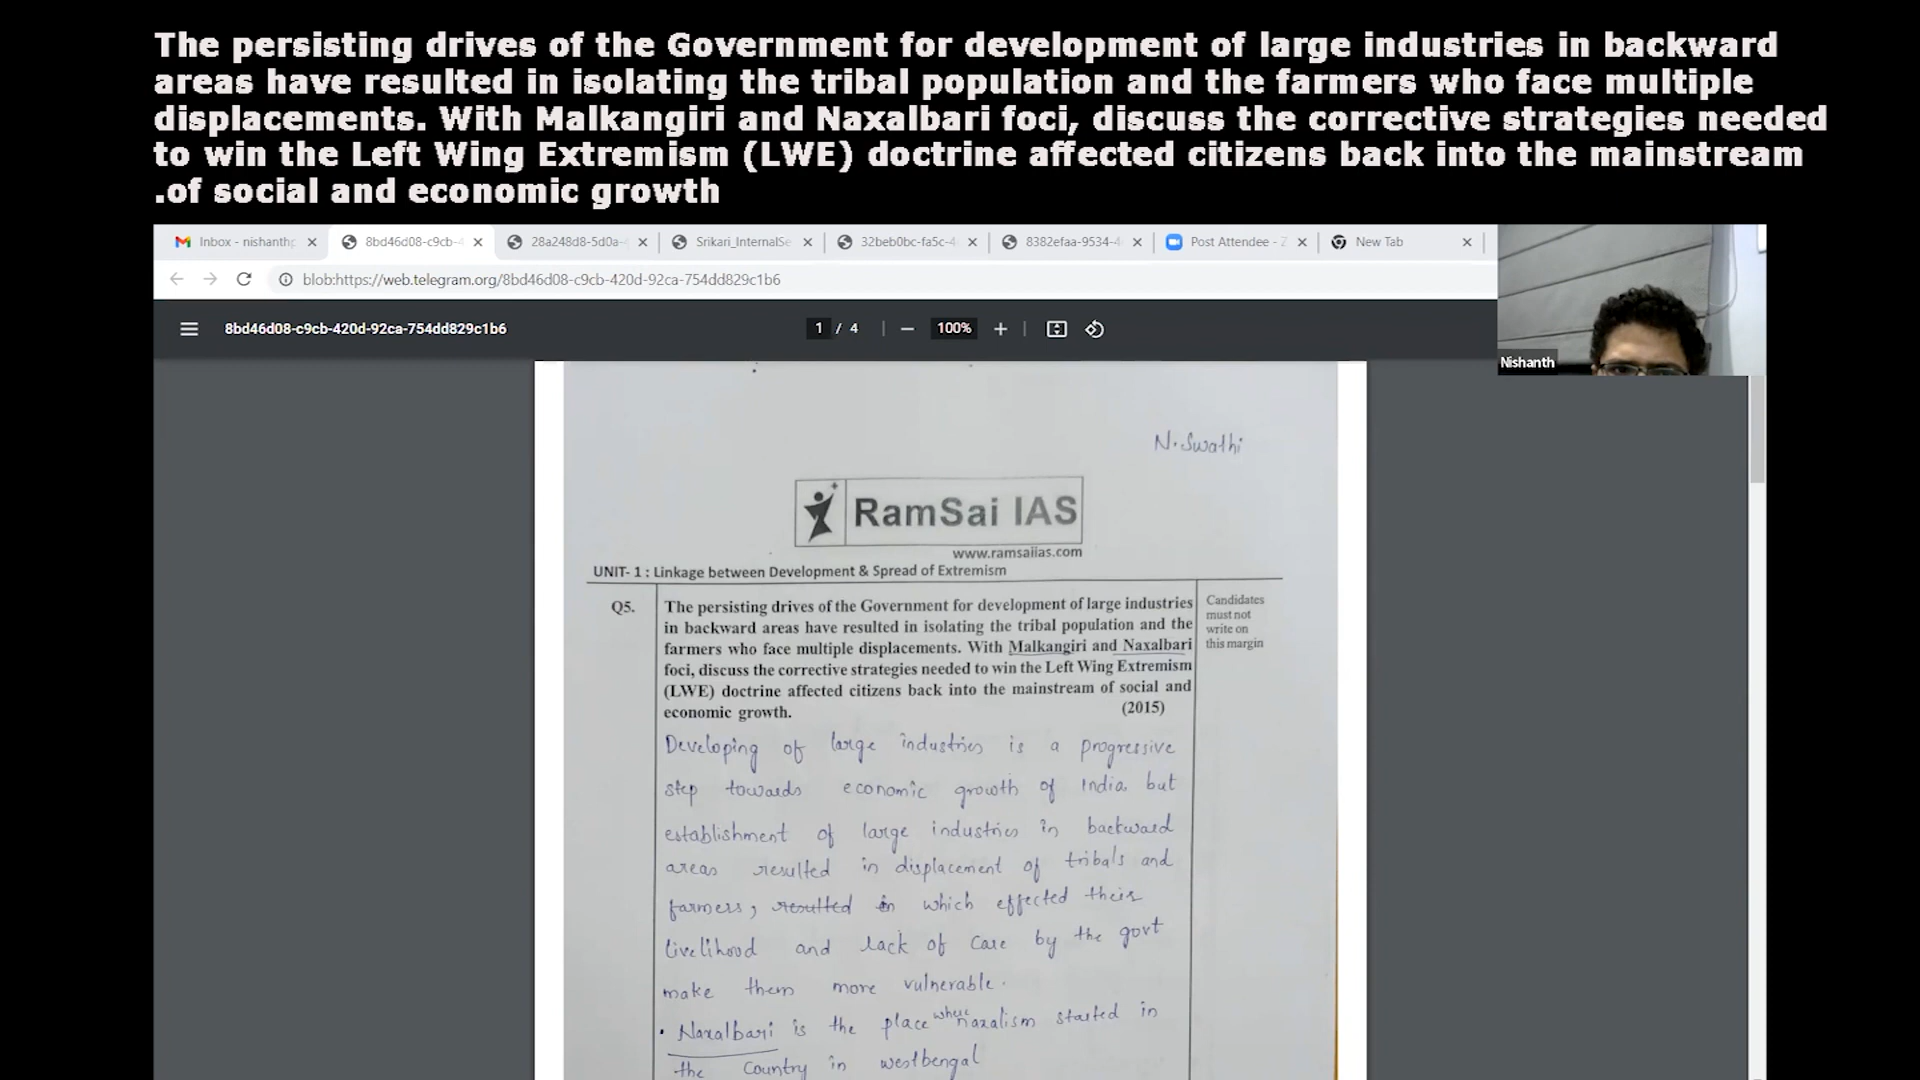 The persisting drives of the Government for development of large industries in backward
areas have resulted in isolating the tribal population and the farmers who face multiple
displacements. With Malkangiri and Naxalbari foci, discuss the corrective strategies needed
to win the Left Wing Extremism (LWE) doctrine affected citizens back into the mainstream
.of social and economic growth
Inbox - nishanthp
8bd46d08-c9cb-4
28a248d8-5d0a-
Srikari_InternalSe
32beb0bc-fa5c-4
8382efaa-9534-4
Post Attendee - Z
New Tab
blob:https://web.telegram.org/8bd46d08-c9cb-420d-92ca-754dd829c1b6
8bd46d08-c9cb-420d-92ca-754dd829c1b6
1 / 4
100%
Nishanth
N. Swathi
RamSai IAS
www.ramsaiias.com
UNIT- 1 : Linkage between Development & Spread of Extremism
Q5.
The persisting drives of the Government for development of large industries
in backward areas have resulted in isolating the tribal population and the
farmers who face multiple displacements. With Malkangiri and Naxalbari
foci, discuss the corrective strategies needed to win the Left Wing Extremism
(LWE) doctrine affected citizens back into the mainstream of social and
economic growth. (2015)
Candidates
must not
write on
this margin
Developing of large industries is a progressive
step towards economic growth of India but
establishment of large industries in backward
areas resulted in displacement of tribals and
farmers, resulted in which effected their
livelihood and lack of care by the govt
make them more vulnerable.
• Naxalbari is the place where naxalism started in
the Country in westbengal